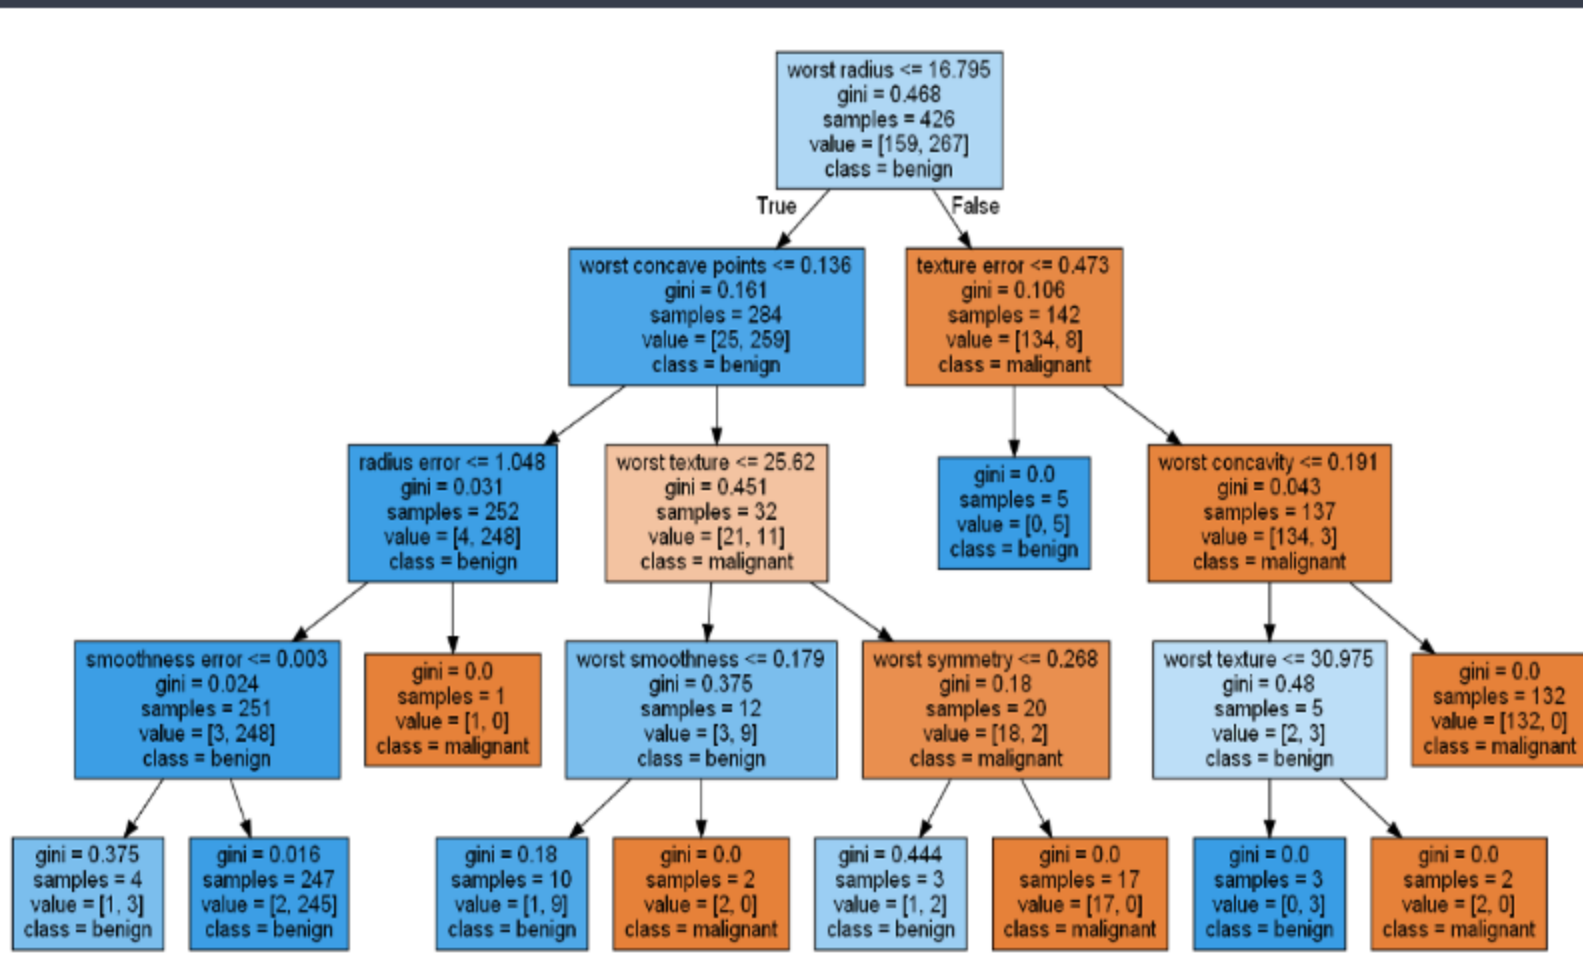 worst radius <= 16.795
gini = 0.468
samples = 426
value = [159, 267]
class = benign
True
False
worst concave points <= 0.136
gini = 0.161
samples = 284
value = [25, 259]
class = benign
texture error <= 0.473
gini = 0.106
samples = 142
value = [134, 8]
class = malignant
radius error <= 1.048
gini = 0.031
samples = 252
value = [4, 248]
class = benign
worst texture <= 25.62
gini = 0.451
samples = 32
value = [21, 11]
class = malignant
gini = 0.0
samples = 5
value = [0, 5]
class = benign
worst concavity <= 0.191
gini = 0.043
samples = 137
value = [134, 3]
class = malignant
smoothness error <= 0.003
gini = 0.024
samples = 251
value = [3, 248]
class = benign
gini = 0.0
samples = 1
value = [1, 0]
class = malignant
worst smoothness <= 0.179
gini = 0.375
samples = 12
value = [3, 9]
class = benign
worst symmetry <= 0.268
gini = 0.18
samples = 20
value = [18, 2]
class = malignant
worst texture <= 30.975
gini = 0.48
samples = 5
value = [2, 3]
class = benign
gini = 0.0
samples = 132
value = [132, 0]
class = malignant
gini = 0.375
samples = 4
value = [1, 3]
class = benign
gini = 0.016
samples = 247
value = [2, 245]
class = benign
gini = 0.18
samples = 10
value = [1, 9]
class = benign
gini = 0.0
samples = 2
value = [2, 0]
class = malignant
gini = 0.444
samples = 3
value = [1, 2]
class = benign
gini = 0.0
samples = 17
value = [17, 0]
class = malignant
gini = 0.0
samples = 3
value = [0, 3]
class = benign
gini = 0.0
samples = 2
value = [2, 0]
class = malignant